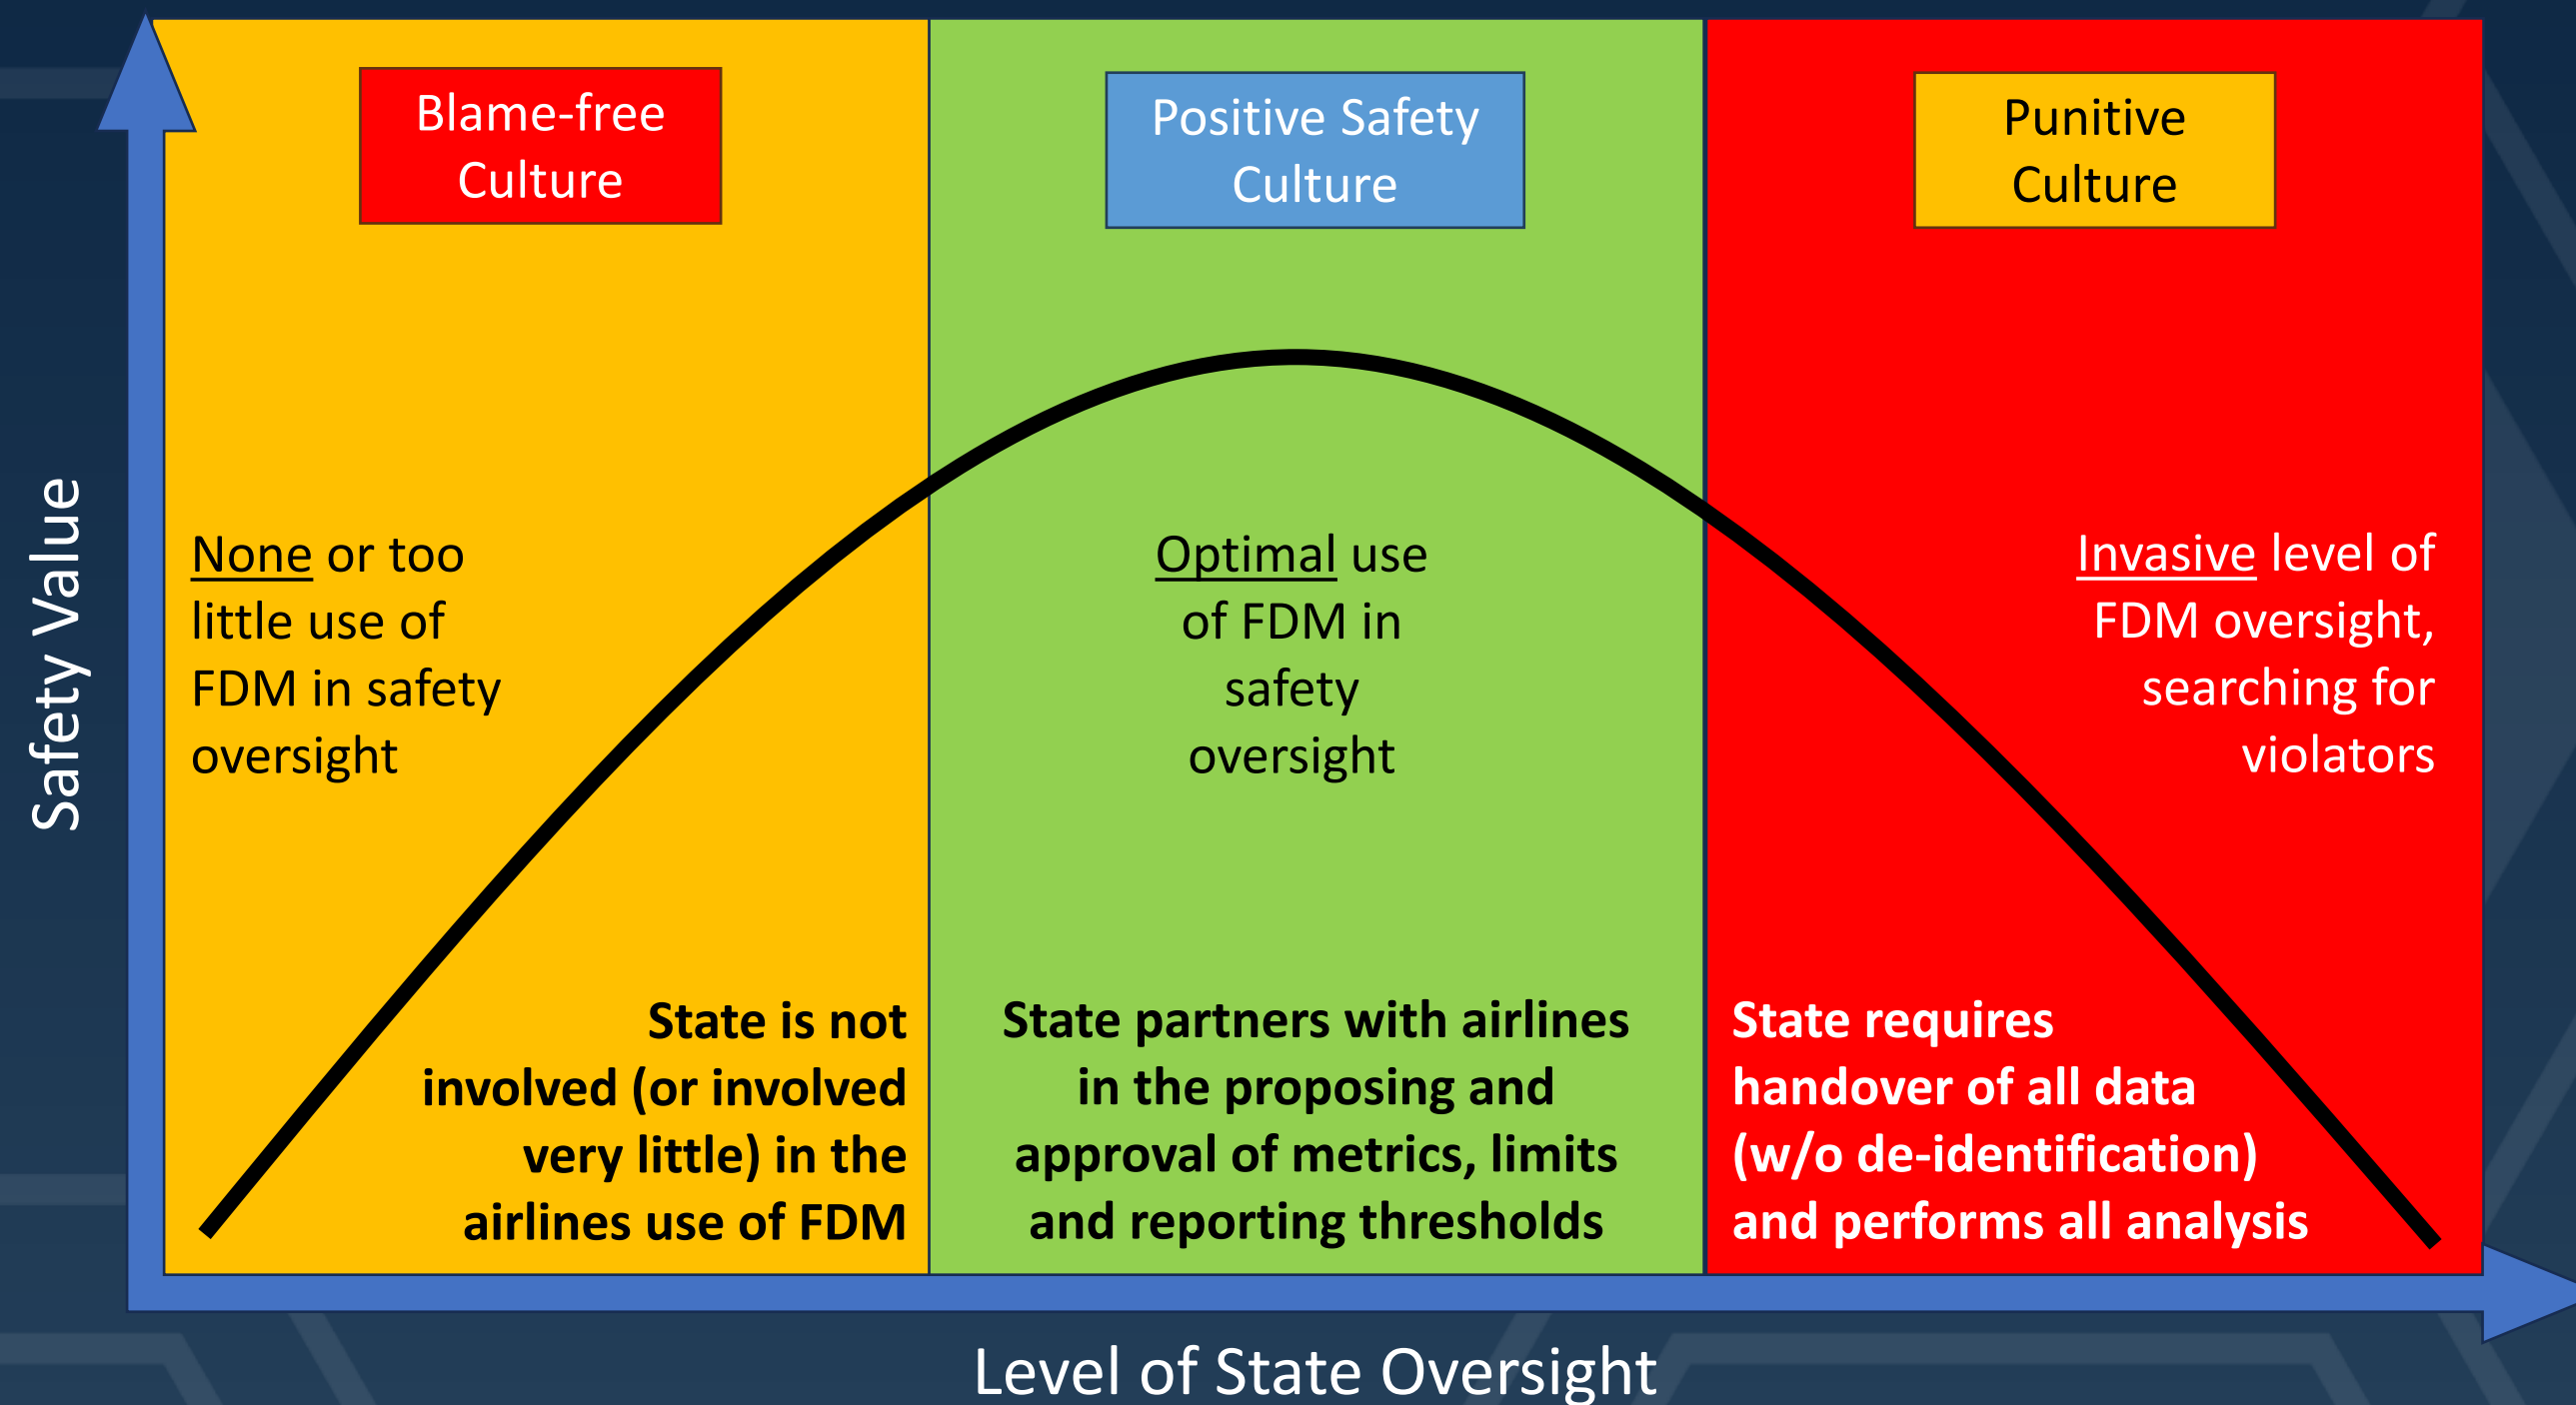 Blame-free
Culture
Positive Safety
Culture
Punitive
Culture
Safety Value
None or too
little use of
FDM in safety
oversight
Optimal use
of FDM in
safety
oversight
Invasive level of
FDM oversight,
searching for
violators
State is not
involved (or involved
very little) in the
airlines use of FDM
State partners with airlines
in the proposing and
approval of metrics, limits
and reporting thresholds
State requires
handover of all data
(w/o de-identification)
and performs all analysis
Level of State Oversight